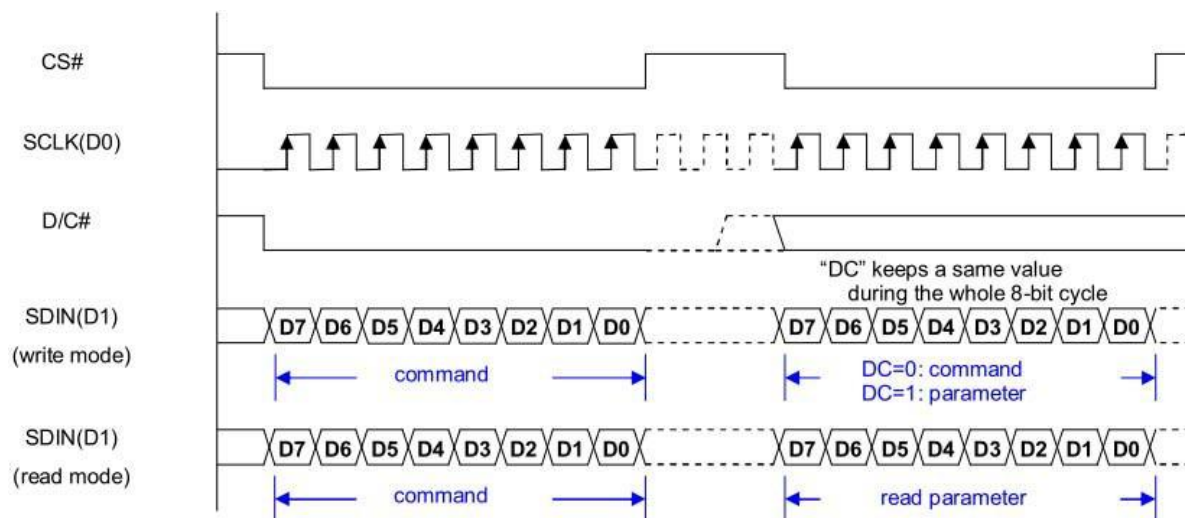 CS#
SCLK(D0)
D/C#
"DC" keeps a same value
during the whole 8-bit cycle
SDIN(D1)
(write mode)
D7 D6 D5 D4 D3 D2 D1 D0 D7 D6 D5 D4 D3 D2 D1 D0
command
DC=0: command
DC=1: parameter
SDIN(D1)
(read mode)
D7 D6 D5 D4 D3 D2 D1 D0 D7 D6 D5 D4 D3 D2 D1 D0
command
read parameter